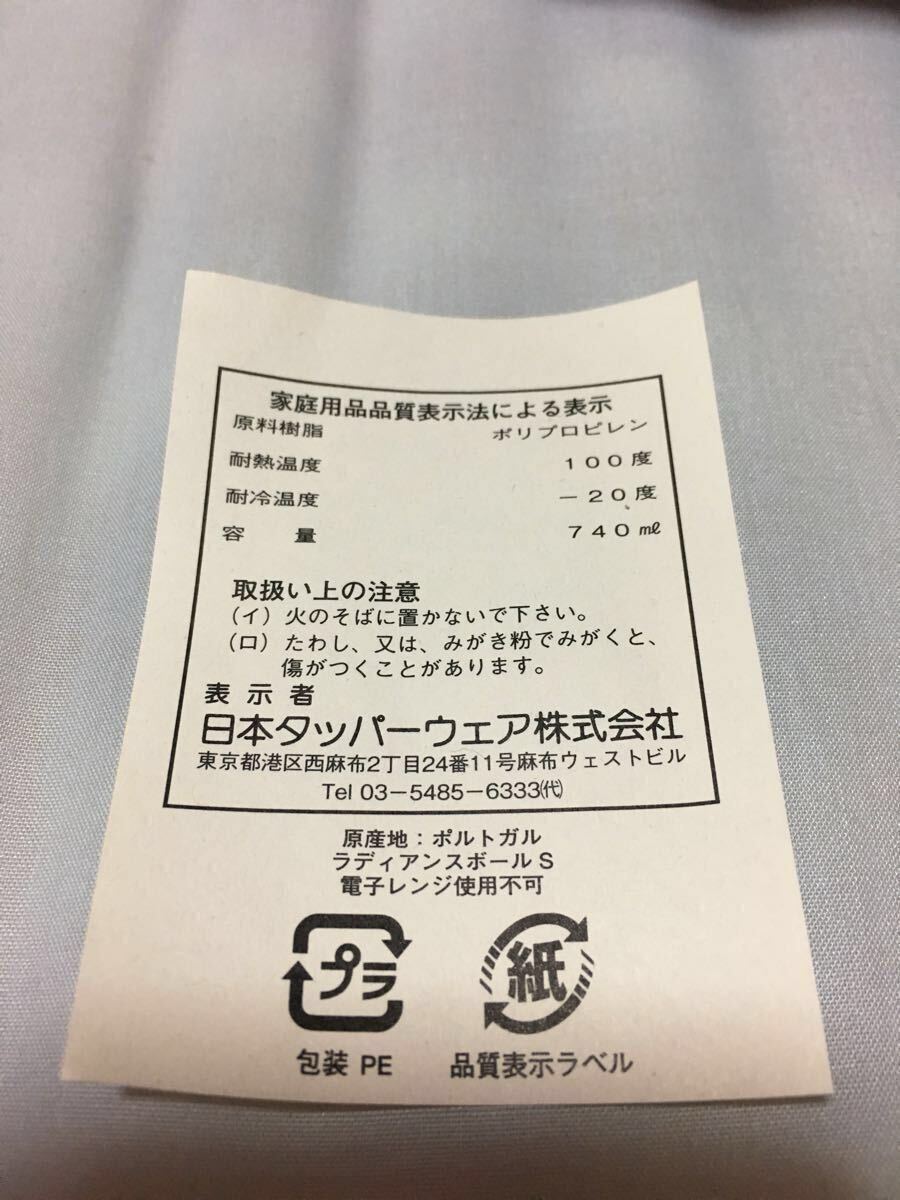 家庭用品品質表示法による表示
原料樹脂 ポリプロピレン
耐熱温度 100度
耐冷温度 −20度
容量 740㎖
取扱い上の注意
(イ)火のそばに置かないで下さい。
(ロ)たわし、又は、みがき粉でみがくと、
傷がつくことがあります。
表示者
日本タッパーウェア株式会社
東京都港区西麻布2丁目24番11号麻布ウェストビル
Tel 03−5485−6333㈹
原産地：ポルトガル
ラディアンスボール S
電子レンジ使用不可
プラ 紙
包装 PE 品質表示ラベル